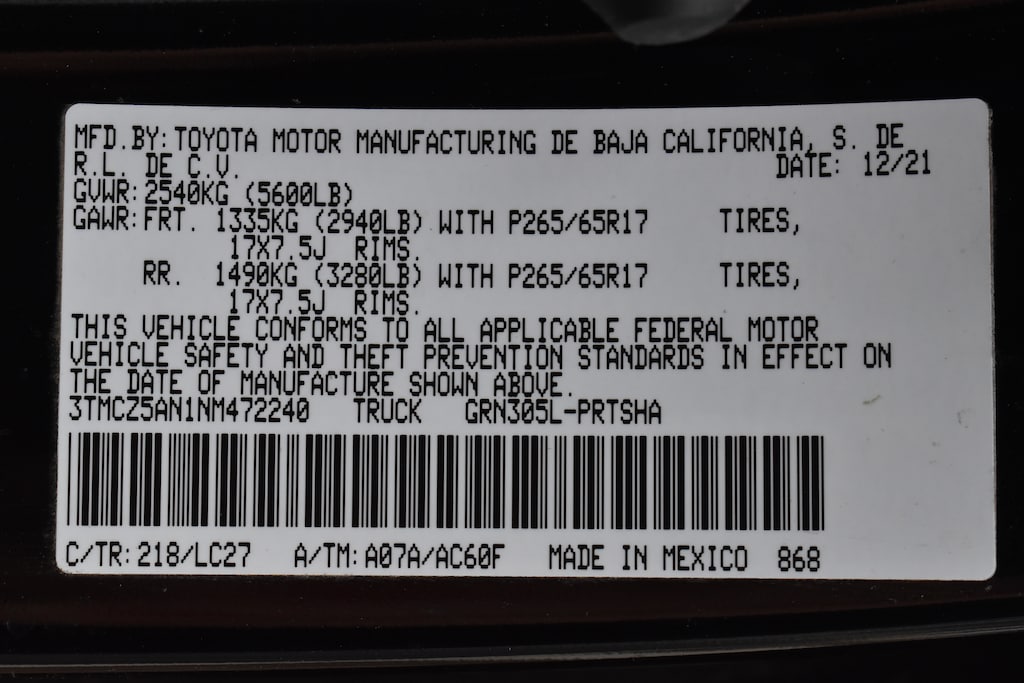 MFD.BY: TOYOTA MOTOR MANUFACTURING DE BAJA CALIFORNIA, S. DE
R.L. DE C.V. DATE: 12/21
GVWR: 2540KG (5600LB)
GAWR: FRT. 1335KG (2940LB) WITH P265/65R17 TIRES,
17X7.5J RIMS.
RR. 1490KG (3280LB) WITH P265/65R17 TIRES,
17X7.5J RIMS.
THIS VEHICLE CONFORMS TO ALL APPLICABLE FEDERAL MOTOR
VEHICLE SAFETY AND THEFT PREVENTION STANDARDS IN EFFECT ON
THE DATE OF MANUFACTURE SHOWN ABOVE.
3TMCZ5AN1NM472240 TRUCK GRN305L-PRTSHA
C/TR: 218/LC27 A/TM: A07A/AC60F MADE IN MEXICO 868